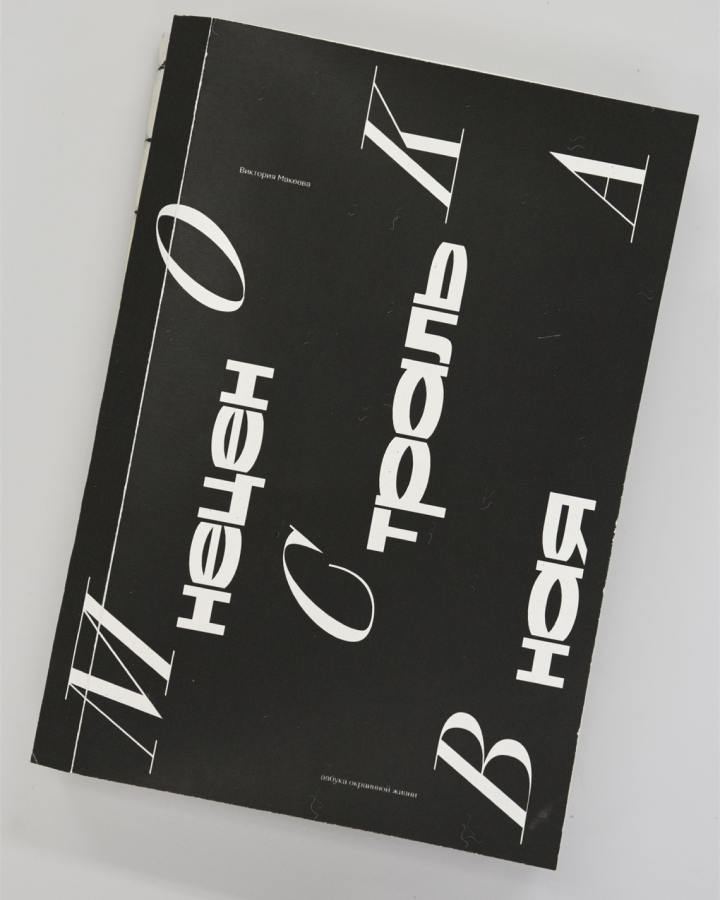 Виктория Макеева
М О
нецен
С К
траль
В А
ная
азбука окраинной жизни